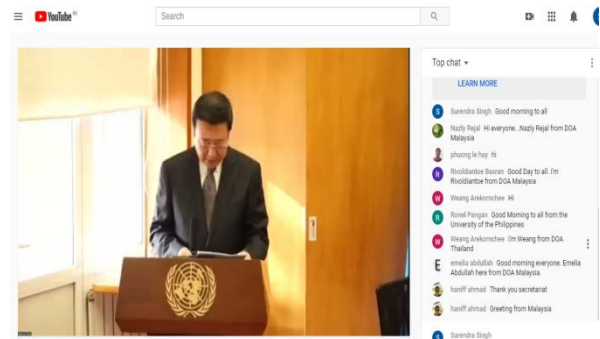 YouTube IN
Search
Top chat
LEARN MORE
Surendra Singh Good morning to all
Nazly Rejal Hi everyone...Nazly Rejal from DOA
Malaysia
phuong le huy hi
Rivoldiantoe Basran Good Day to all. I'm
Rivoldiantoe from DOA Malaysia
Weang Arekornchee HI
Ronel Pangan Good Morning to all from the
University of the Philippines
Weang Arekornchee I'm Weang from DOA
Thailand
emelia abdullah Good morning everyone. Emelia
Abdullah here from DOA Malaysia.
haniff ahmad Thank you secretariat
haniff ahmad Greeting from Malaysia
Surendra Singh